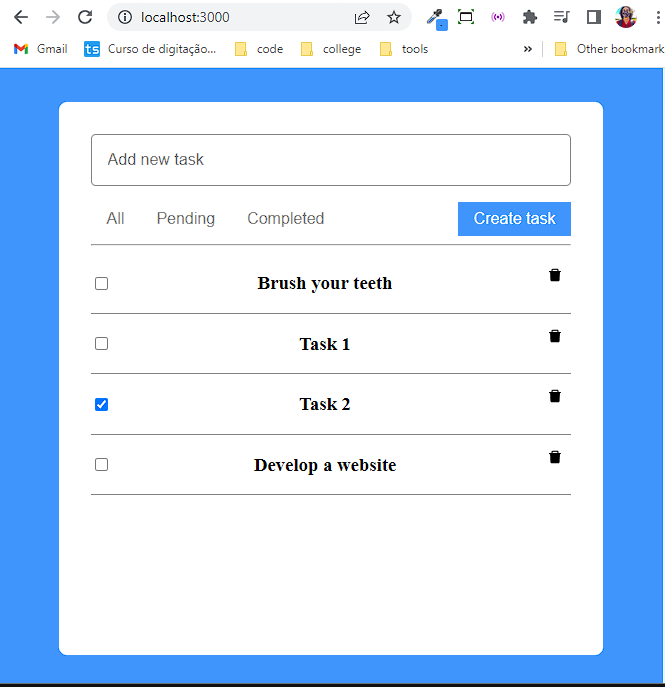 localhost:3000
Gmail ts Curso de digitação... code college tools » Other bookmark
Add new task
All Pending Completed Create task
Brush your teeth
Task 1
Task 2
Develop a website